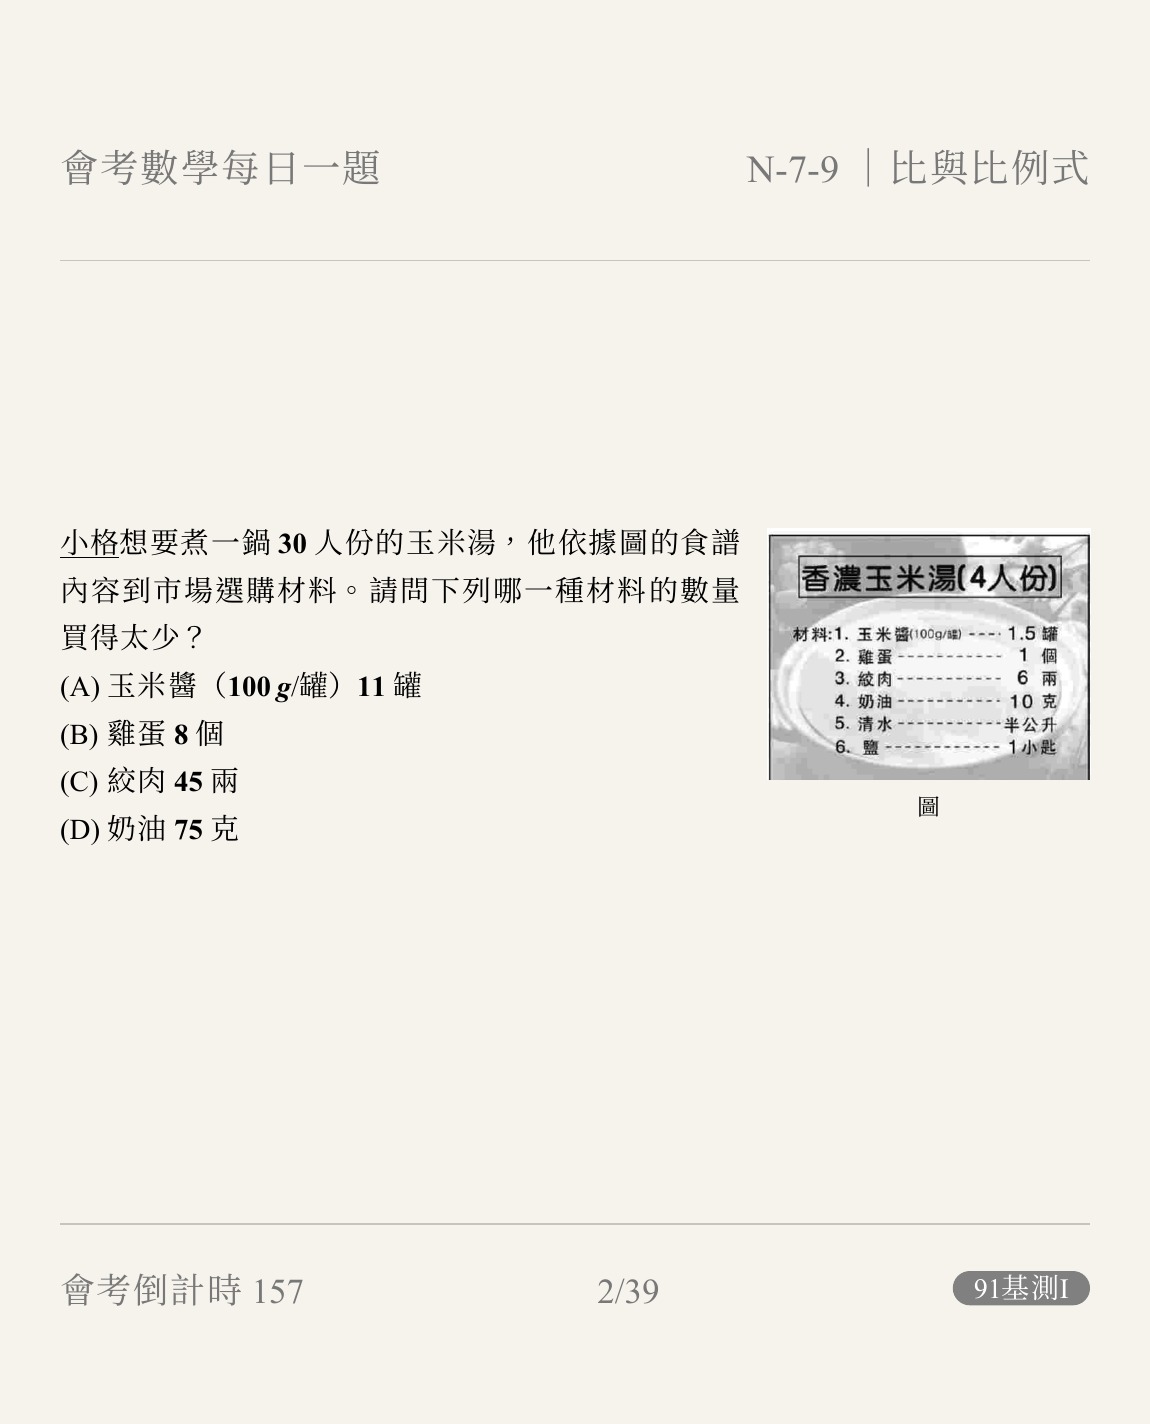 會考數學每日一題
N-7-9 ｜比與比例式
小格想要煮一鍋 30 人份的玉米湯，他依據圖的食譜
內容到市場選購材料。請問下列哪一種材料的數量
買得太少？
(A) 玉米醬（100 g/罐）11 罐
(B) 雞蛋 8 個
(C) 絞肉 45 兩
(D) 奶油 75 克
香濃玉米湯(4人份)
材料:1. 玉米醬(100g/罐) ---- 1.5 罐
2. 雞蛋 ------------ 1 個
3. 絞肉 ------------ 6 兩
4. 奶油 ------------ 10 克
5. 清水 ------------ 半公升
6. 鹽 ------------ 1小匙
圖
會考倒計時 157
2/39
91基測I